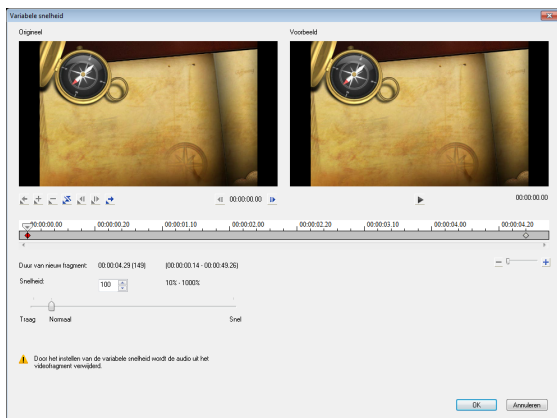 Variabele snelheid
Origineel
Voorbeeld
00:00:00.00
00:00:00.00
00:00:00.00 00:00:00.20 00:00:01.10 00:00:02.00 00:00:02.20 00:00:03.10 00:00:04.00 00:00:04.20
Duur van nieuw fragment: 00:00:04.29 (149) (00:00:00.14 - 00:00:49.26)
Snelheid: 100 10% - 1000%
Traag Normaal Snel
Door het instellen van de variabele snelheid wordt de audio uit het
videofragment verwijderd.
OK Annuleren